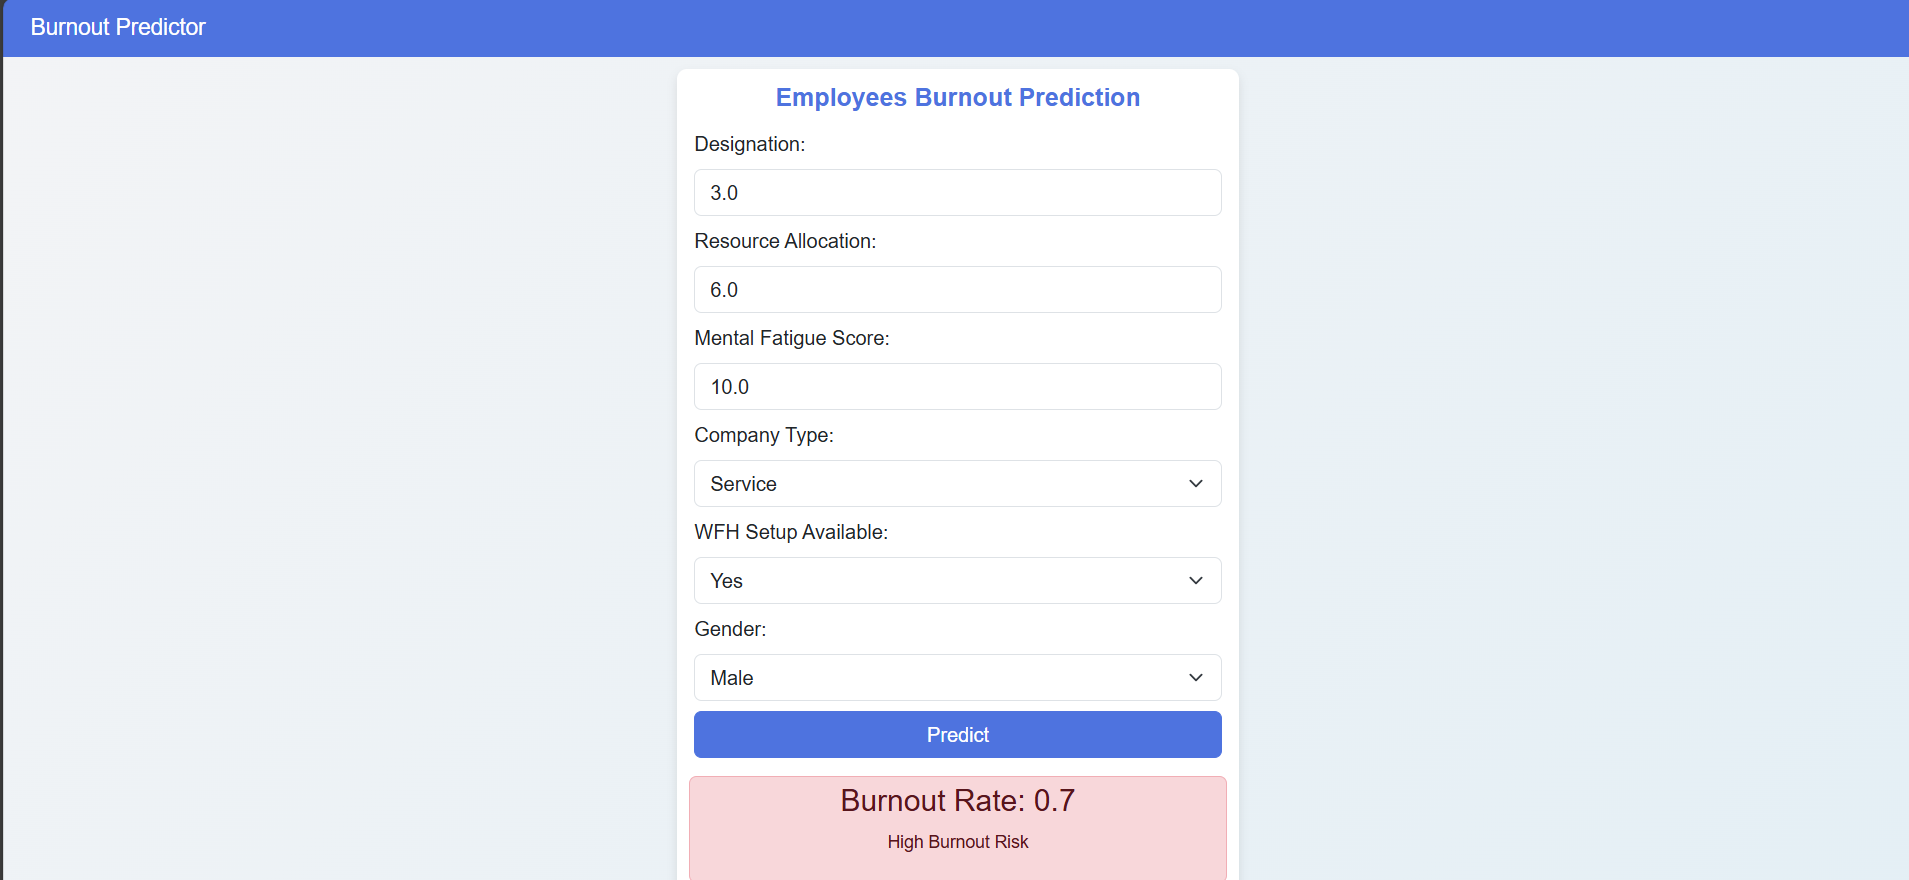 Burnout Predictor
Employees Burnout Prediction
Designation:
3.0
Resource Allocation:
6.0
Mental Fatigue Score:
10.0
Company Type:
Service
WFH Setup Available:
Yes
Gender:
Male
Predict
Burnout Rate: 0.7
High Burnout Risk